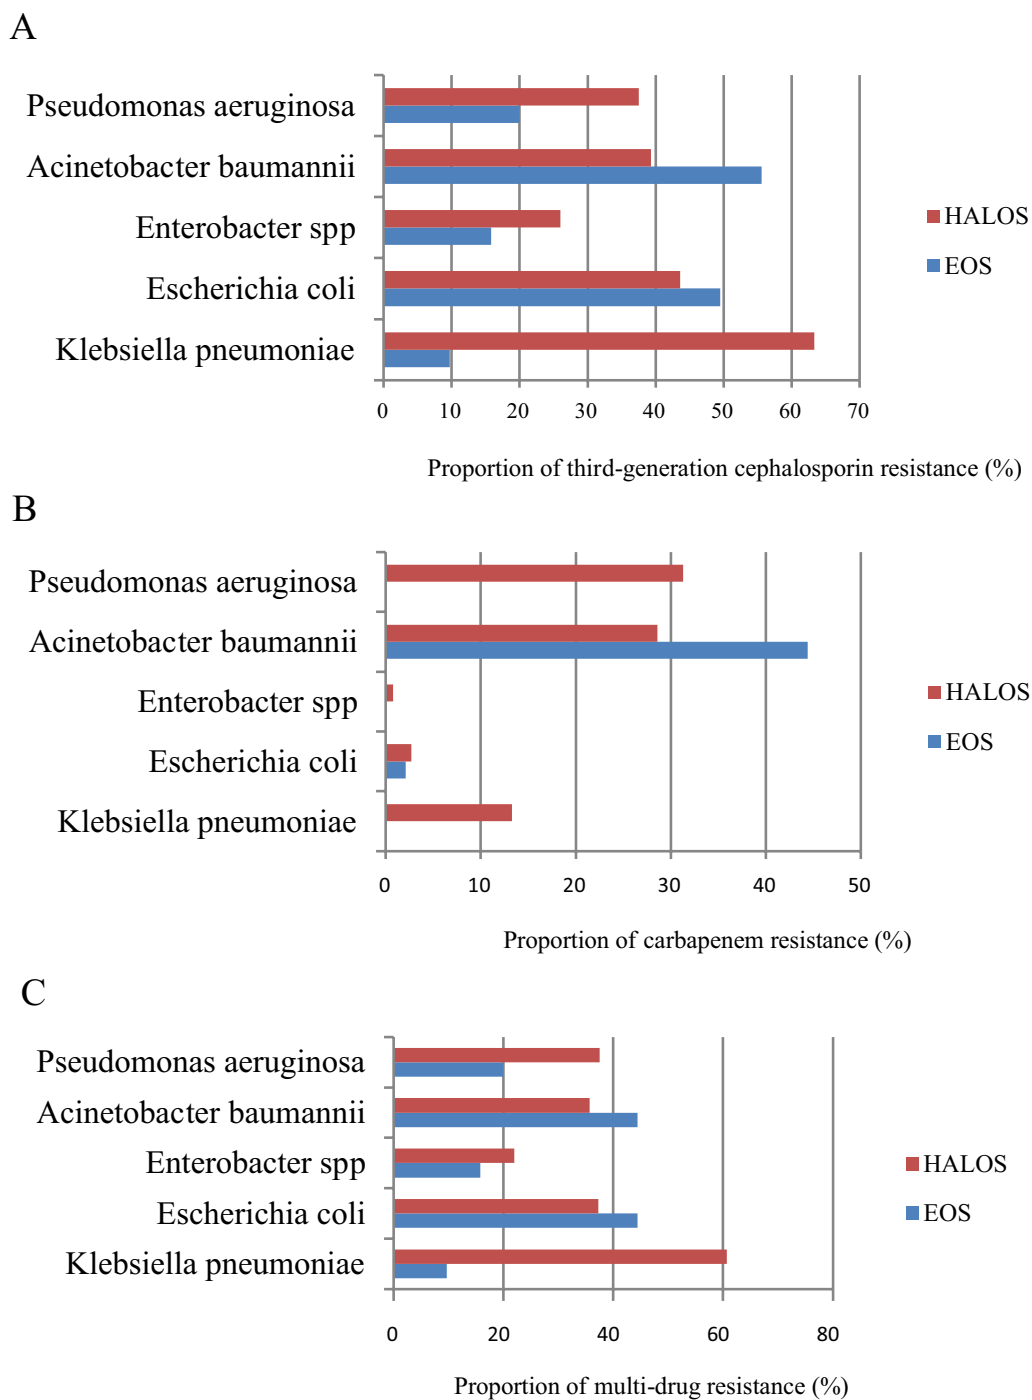 A
Pseudomonas aeruginosa
Acinetobacter baumannii
Enterobacter spp
Escherichia coli
Klebsiella pneumoniae
HALOS
EOS
0 10 20 30 40 50 60 70
Proportion of third-generation cephalosporin resistance (%)
B
Pseudomonas aeruginosa
Acinetobacter baumannii
Enterobacter spp
Escherichia coli
Klebsiella pneumoniae
HALOS
EOS
0 10 20 30 40 50
Proportion of carbapenem resistance (%)
C
Pseudomonas aeruginosa
Acinetobacter baumannii
Enterobacter spp
Escherichia coli
Klebsiella pneumoniae
HALOS
EOS
0 20 40 60 80
Proportion of multi-drug resistance (%)